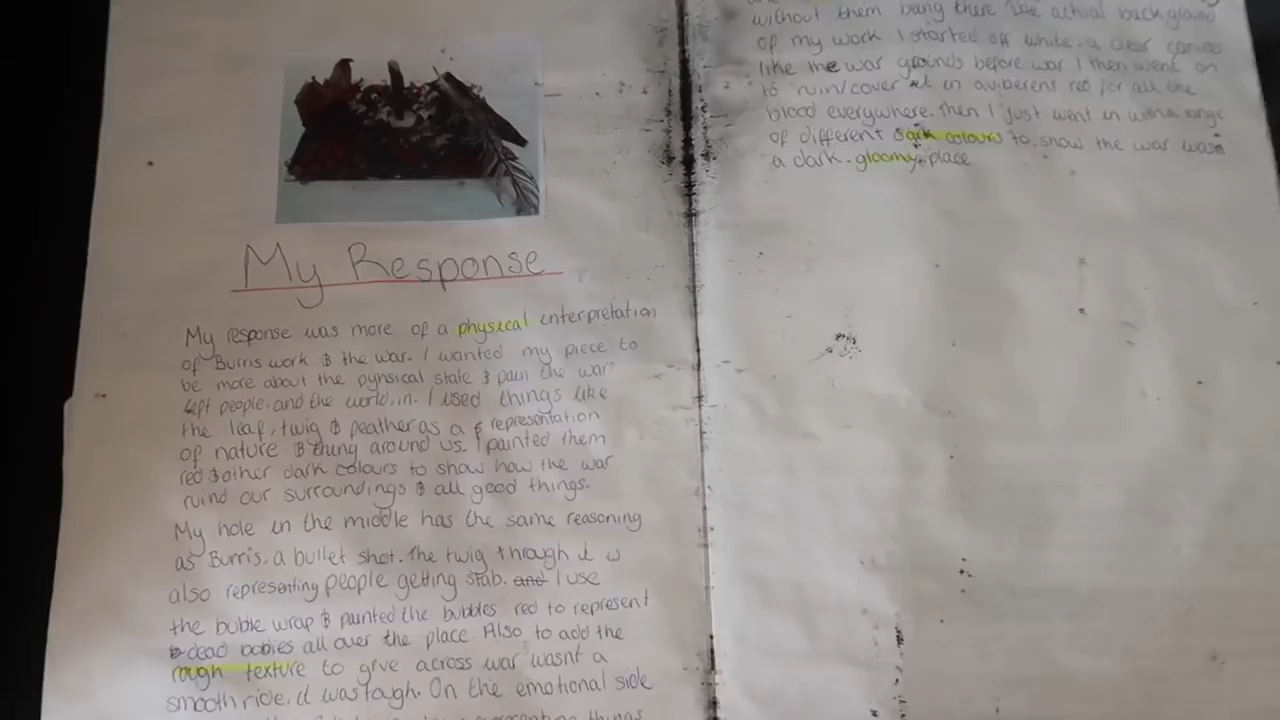 My Response
My response was more of a physical interpretation
of Burris work & the war. I wanted my piece to
be more about the pyhsical state & pain the war
left people, and the world, in. I used things like
the leaf, twig & feather as a representation
of nature & thing around us. I painted them
red & other dark colours to show how the war
ruind our surroundings & all good things.
My hole in the middle has the same reasoning
as Burris, a bullet shot. The twig through it is
also representing people getting stab. and I use
the buble wrap & painted the bubbles red to represent
dead bodies all over the place. Also to add the
rough texture to give across war wasnt a
smooth ride, it was tough. On the emotional side
things
without them being there. The actual background
of my work I started off white. a clear canvas
like the war grounds before war I then went on
to ruin/cover it in red for all the
blood everywhere. Then I just went in with a range
of different dark colours to show the war was
a dark. gloomy. place